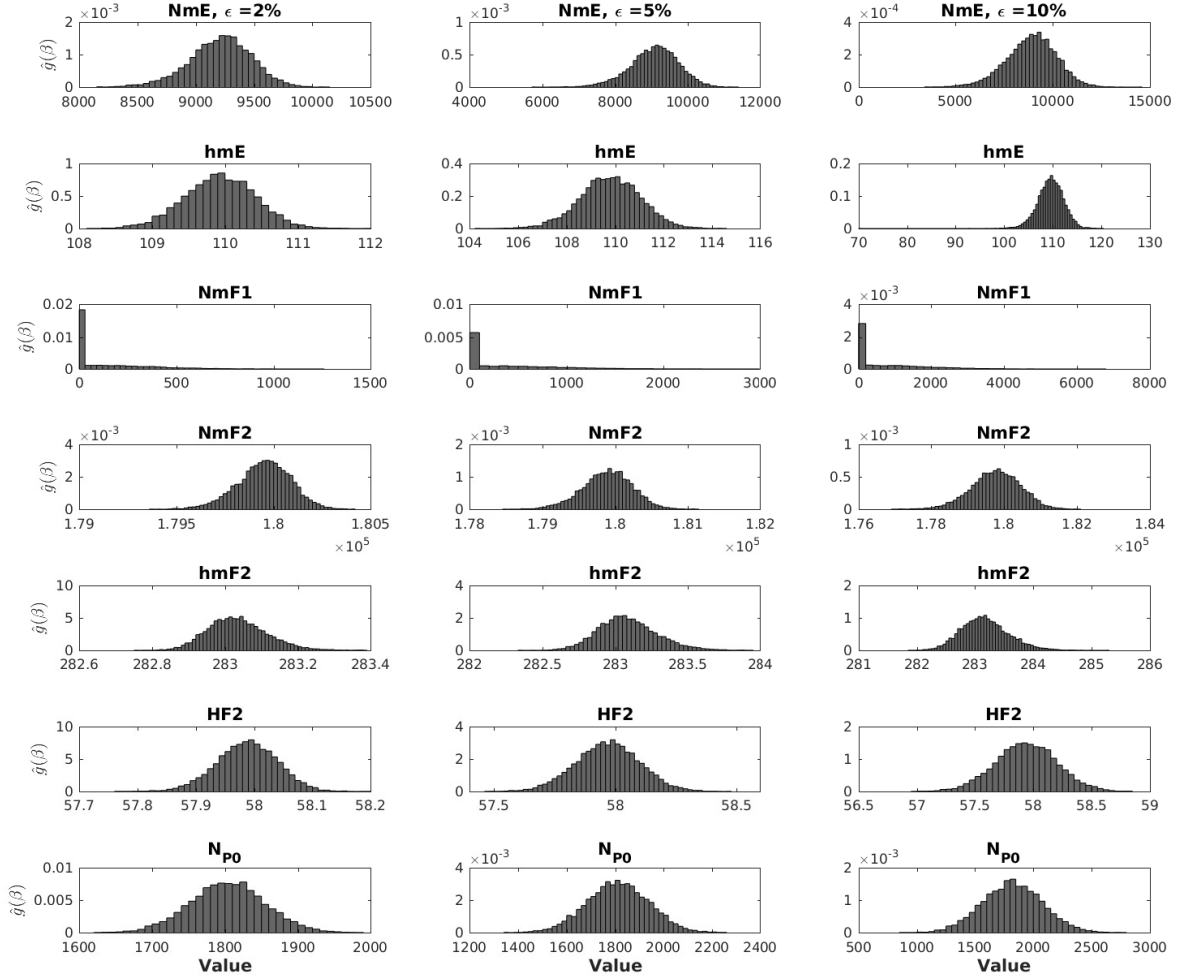 NmE, ϵ =2% NmE, ϵ =5% NmE, ϵ =10%
×10⁻³ ×10⁻³ ×10⁻⁴
ĝ(β)
2 1 0
1 0.5 0
4 2 0
8000 8500 9000 9500 10000 10500
4000 6000 8000 10000 12000
0 5000 10000 15000
hmE hmE hmE
ĝ(β)
1 0.5 0
0.4 0.2 0
0.2 0.1 0
108 109 110 111 112
104 106 108 110 112 114 116
70 80 90 100 110 120 130
NmF1 NmF1 NmF1
×10⁻³
ĝ(β)
0.02 0.01 0
0.01 0.005 0
4 2 0
0 500 1000 1500
0 1000 2000 3000
0 2000 4000 6000 8000
NmF2 NmF2 NmF2
×10⁻³ ×10⁻³ ×10⁻³
ĝ(β)
4 2 0
2 1 0
1 0.5 0
1.79 1.795 1.8 1.805
1.78 1.79 1.8 1.81 1.82
1.76 1.78 1.8 1.82 1.84
×10⁵ ×10⁵ ×10⁵
hmF2 hmF2 hmF2
ĝ(β)
10 5 0
4 2 0
2 1 0
282.6 282.8 283 283.2 283.4
282 282.5 283 283.5 284
281 282 283 284 285 286
HF2 HF2 HF2
ĝ(β)
10 5 0
4 2 0
2 1 0
57.7 57.8 57.9 58 58.1 58.2
57.5 58 58.5
56.5 57 57.5 58 58.5 59
N_P0 N_P0 N_P0
×10⁻³ ×10⁻³
ĝ(β)
0.01 0.005 0
4 2 0
2 1 0
1600 1700 1800 1900 2000
1200 1400 1600 1800 2000 2200 2400
500 1000 1500 2000 2500 3000
Value Value Value